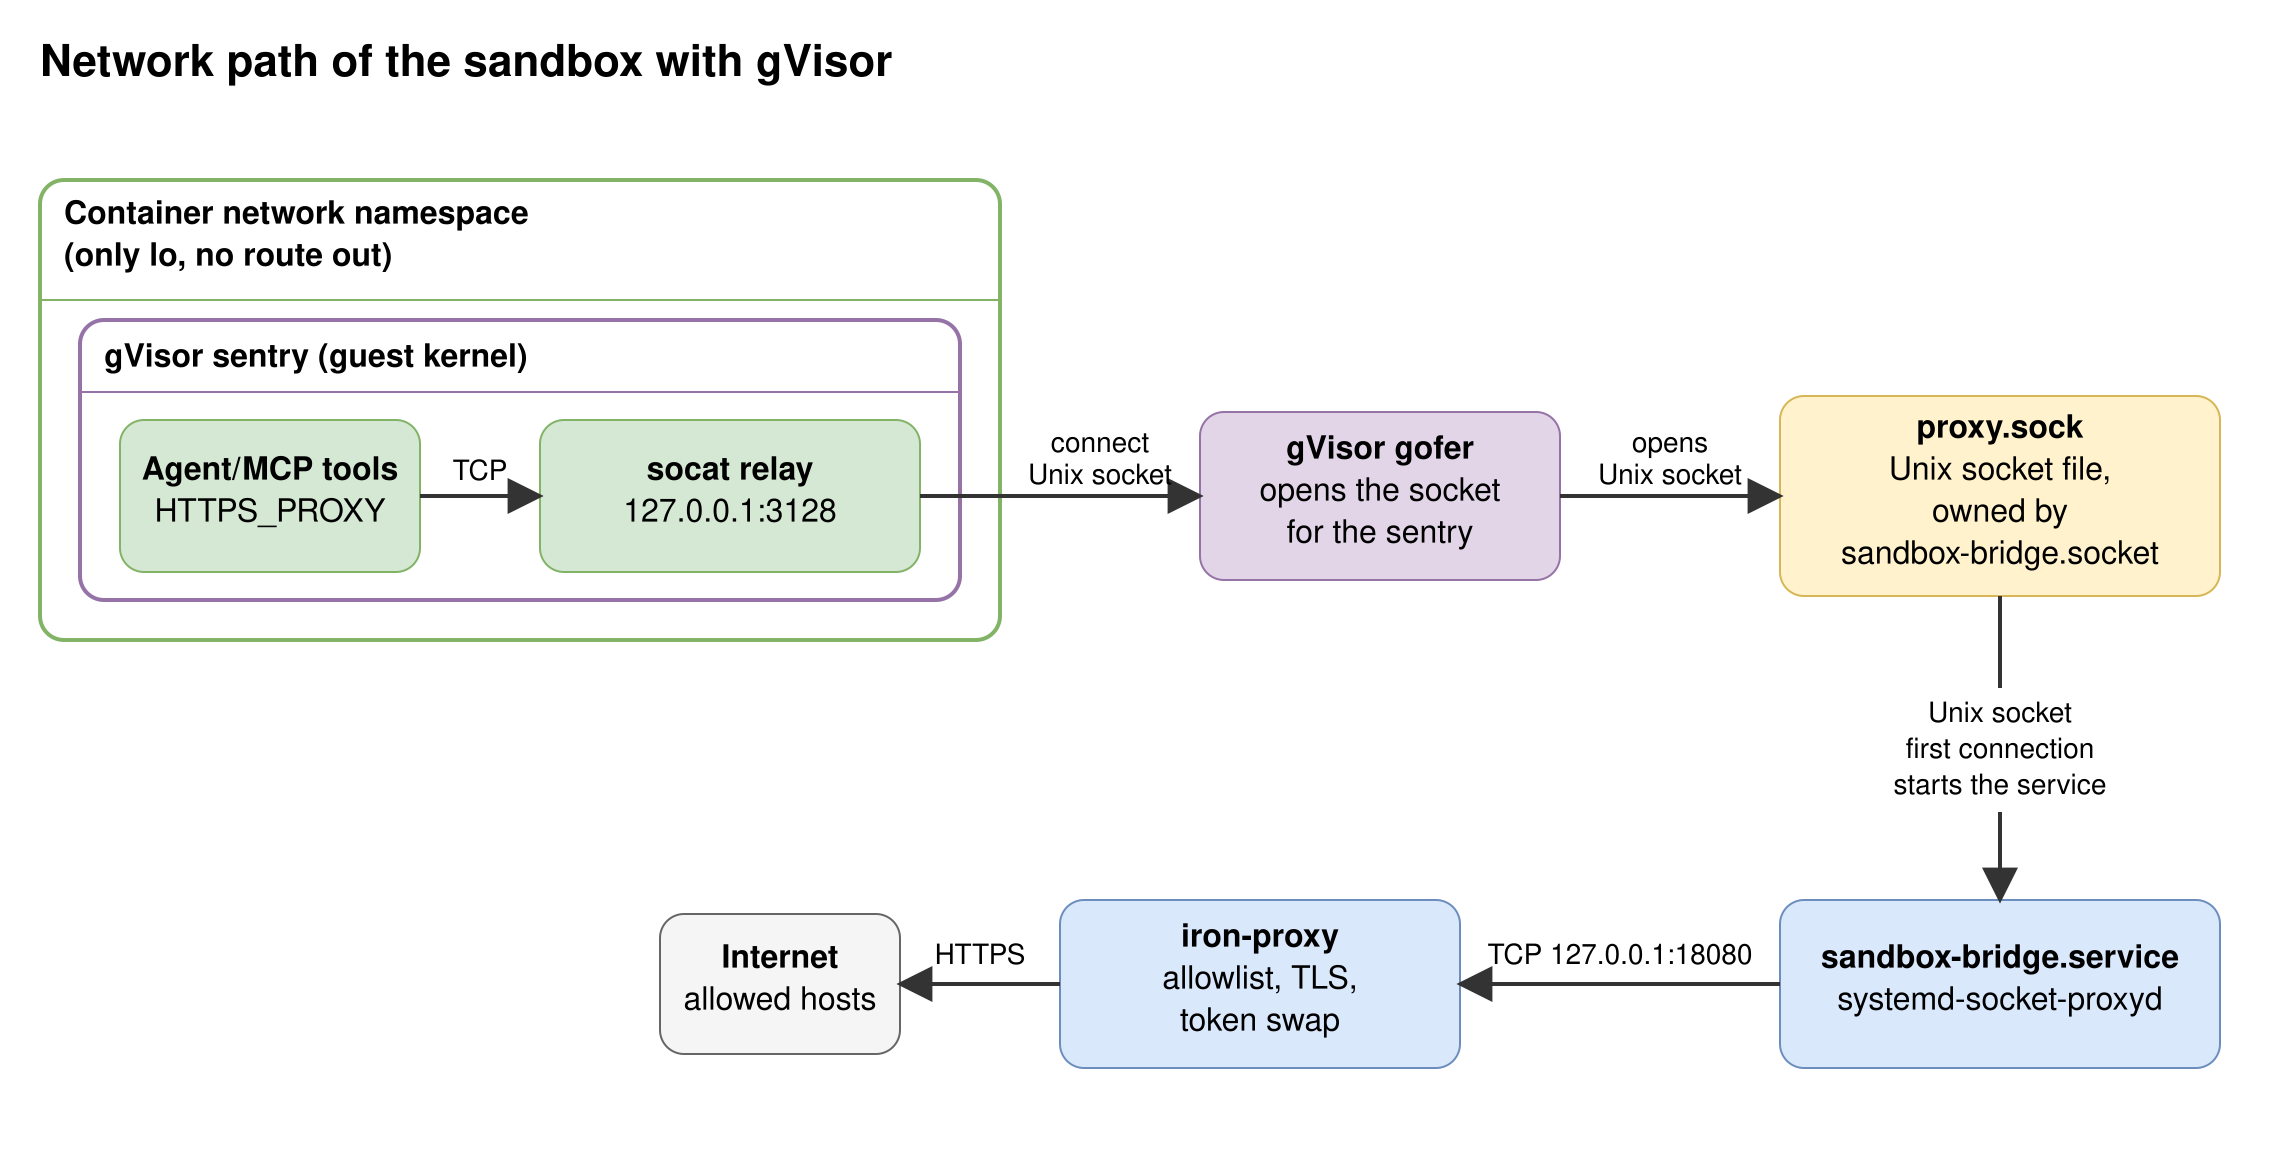 Network path of the sandbox with gVisor
Container network namespace
(only lo, no route out)
gVisor sentry (guest kernel)
Agent/MCP tools
HTTPS_PROXY
TCP
socat relay
127.0.0.1:3128
connect
Unix socket
gVisor gofer
opens the socket
for the sentry
opens
Unix socket
proxy.sock
Unix socket file,
owned by
sandbox-bridge.socket
Unix socket
first connection
starts the service
sandbox-bridge.service
systemd-socket-proxyd
TCP 127.0.0.1:18080
iron-proxy
allowlist, TLS,
token swap
HTTPS
Internet
allowed hosts